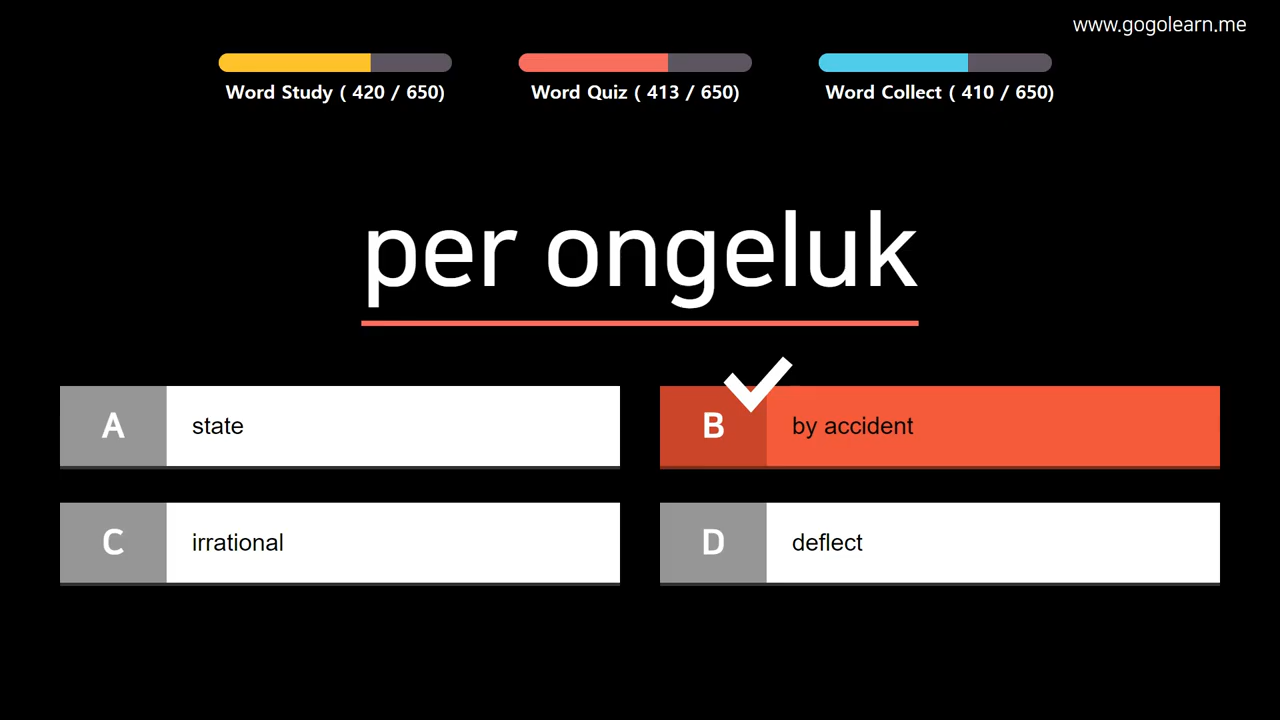 www.gogolearn.me
Word Study ( 420 / 650)
Word Quiz ( 413 / 650)
Word Collect ( 410 / 650)
per ongeluk
A state
B by accident
C irrational
D deflect